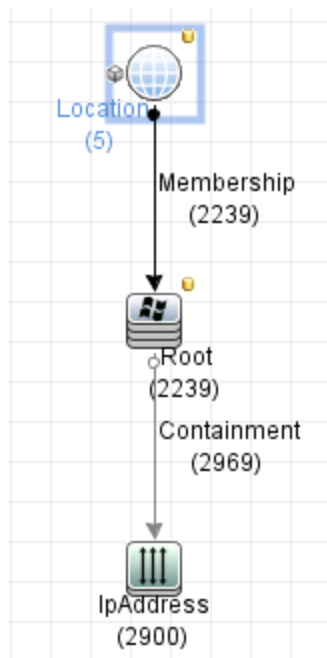 Location
(5)
Membership
(2239)
Root
(2239)
Containment
(2969)
IpAddress
(2900)